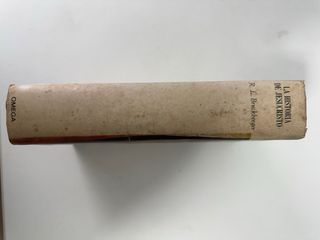 LA HISTORIA
DE JESUCRISTO
R. L. Bruckberger
OMEGA